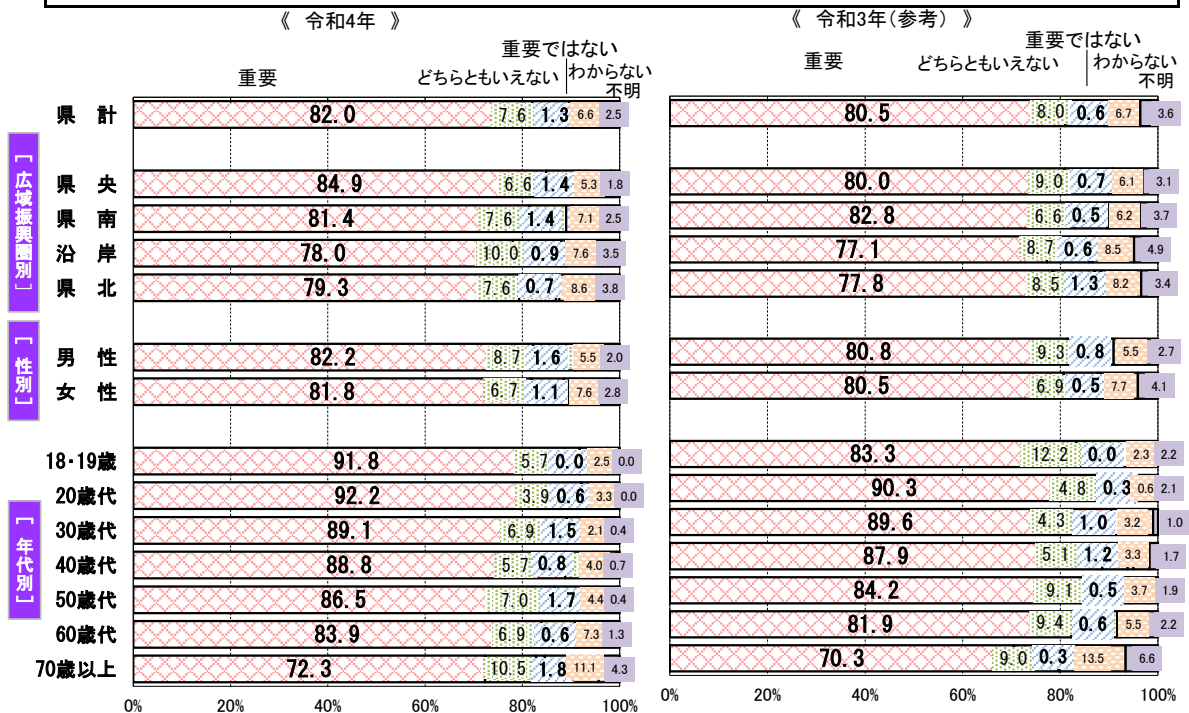 《 令和4年 》
《 令和3年(参考) 》
重要
どちらともいえない
重要ではない
わからない
不明
重要
どちらともいえない
重要ではない
わからない
不明
県 計 82.0 7.6 1.3 6.6 2.5 80.5 8.0 0.6 6.7 3.6
[広域振興圏別]
県 央 84.9 6.6 1.4 5.3 1.8 80.0 9.0 0.7 6.1 3.1
県 南 81.4 7.6 1.4 7.1 2.5 82.8 6.6 0.5 6.2 3.7
沿 岸 78.0 10.0 0.9 7.6 3.5 77.1 8.7 0.6 8.5 4.9
県 北 79.3 7.6 0.7 8.6 3.8 77.8 8.5 1.3 8.2 3.4
[性別]
男 性 82.2 8.7 1.6 5.5 2.0 80.8 9.3 0.8 5.5 2.7
女 性 81.8 6.7 1.1 7.6 2.8 80.5 6.9 0.5 7.7 4.1
[年代別]
18・19歳 91.8 5.7 0.0 2.5 0.0 83.3 12.2 0.0 2.3 2.2
20歳代 92.2 3.9 0.6 3.3 0.0 90.3 4.8 0.3 0.6 2.1
30歳代 89.1 6.9 1.5 2.1 0.4 89.6 4.3 1.0 3.2 1.0
40歳代 88.8 5.7 0.8 4.0 0.7 87.9 5.1 1.2 3.3 1.7
50歳代 86.5 7.0 1.7 4.4 0.4 84.2 9.1 0.5 3.7 1.9
60歳代 83.9 6.9 0.6 7.3 1.3 81.9 9.4 0.6 5.5 2.2
70歳以上 72.3 10.5 1.8 11.1 4.3 70.3 9.0 0.3 13.5 6.6
0% 20% 40% 60% 80% 100% 0% 20% 40% 60% 80% 100%